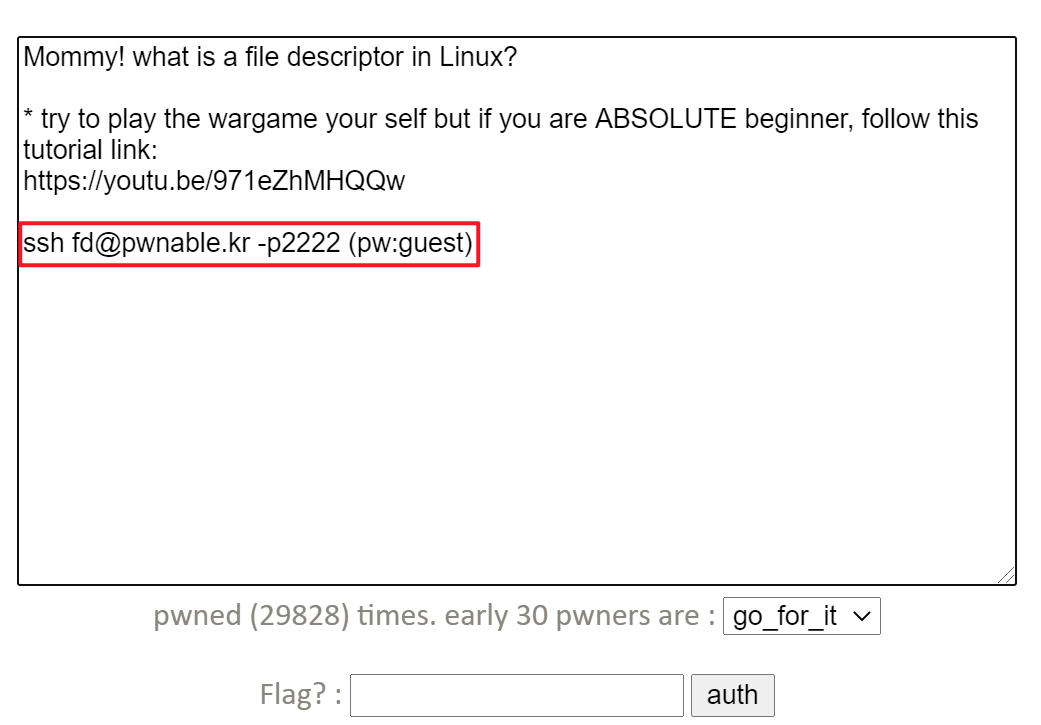 Mommy! what is a file descriptor in Linux?
* try to play the wargame your self but if you are ABSOLUTE beginner, follow this
tutorial link:
https://youtu.be/971eZhMHQQw
ssh fd@pwnable.kr -p2222 (pw:guest)
pwned (29828) times. early 30 pwners are : go_for_it
Flag? : auth